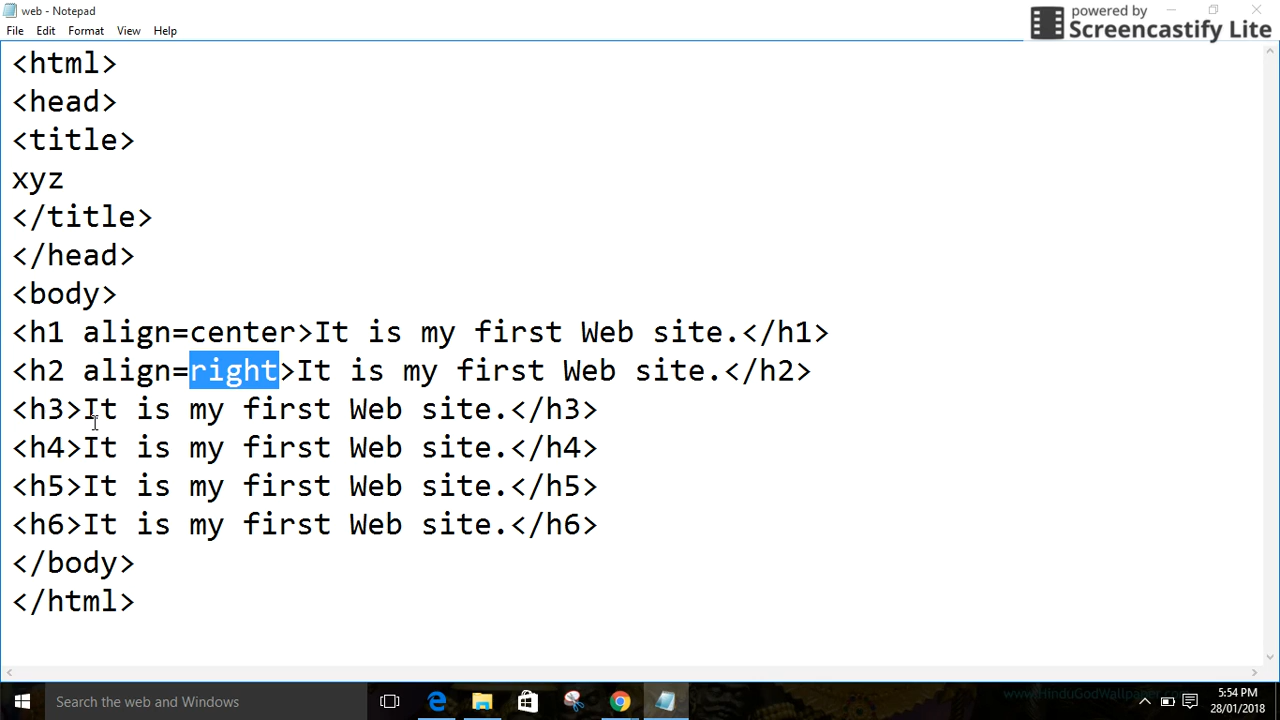 web - Notepad
powered by
Screencastify Lite
File Edit Format View Help
<html>
<head>
<title>
xyz
</title>
</head>
<body>
<h1 align=center>It is my first Web site.</h1>
<h2 align=right>It is my first Web site.</h2>
<h3>It is my first Web site.</h3>
<h4>It is my first Web site.</h4>
<h5>It is my first Web site.</h5>
<h6>It is my first Web site.</h6>
</body>
</html>
Search the web and Windows
www.HinduGodWallpaper.com
5:54 PM
28/01/2018